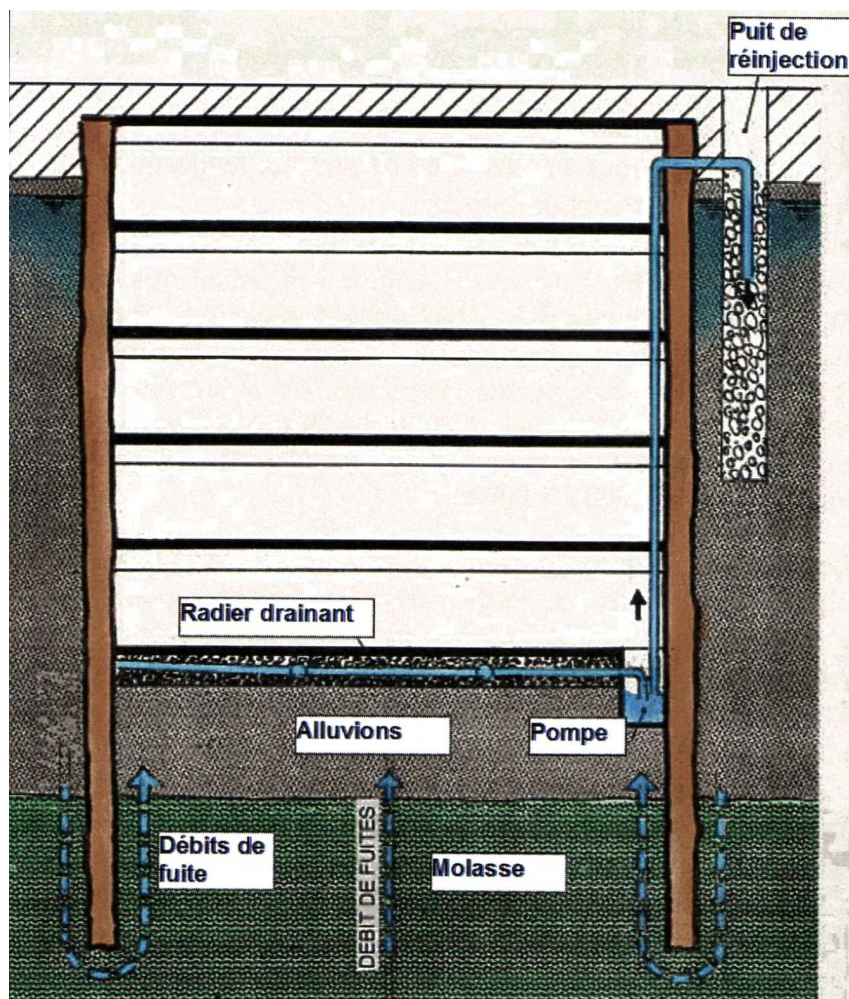 Puit de
réinjection
Radier drainant
Alluvions
Pompe
Débits de
fuite
DEBIT DE FUITES
Molasse